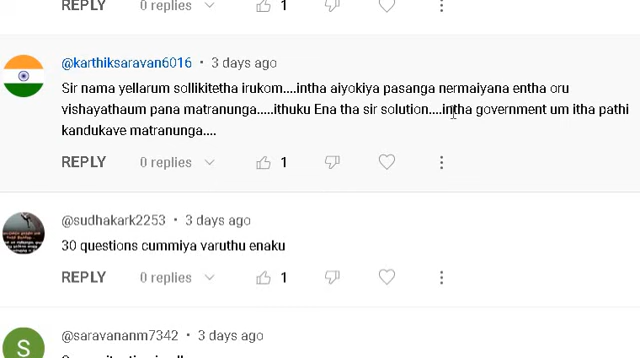 REPLY 0 replies 1
@karthiksaravan6016 • 3 days ago
Sir nama yellarum sollikitetha irukom....intha aiyokiya pasanga nermaiyana entha oru
vishayathaum pana matranunga.....ithuku Ena tha sir solution....intha government um itha pathi
kandukave matranunga....
REPLY 0 replies 1
@sudhakark2253 • 3 days ago
30 questions cummiya varuthu enaku
REPLY 0 replies 1
S @saravananm7342 • 3 days ago